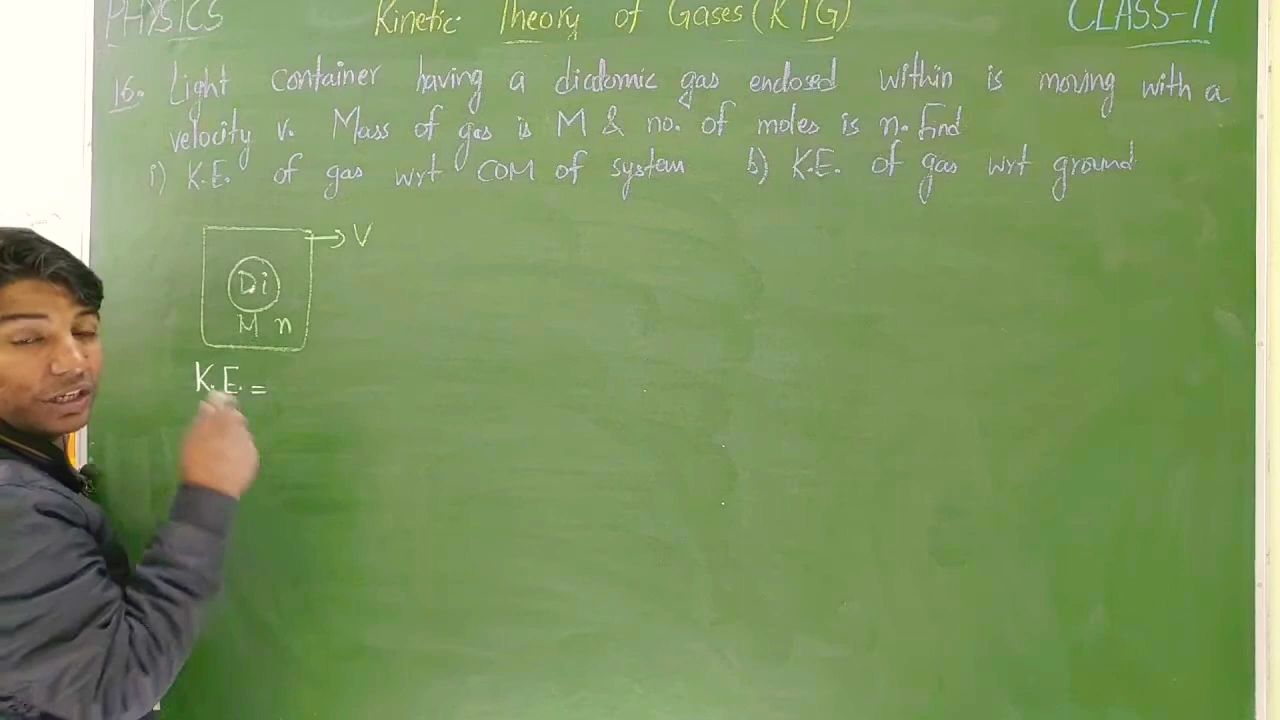 PHYSICS Kinetic Theory of Gases (KTG) CLASS-11
16. Light container having a diatomic gas enclosed within is moving with a
velocity v. Mass of gas is M & no. of moles is n. Find
i) K.E. of gas wrt COM of system b) K.E. of gas wrt ground
V
Di
M n
K.E. =